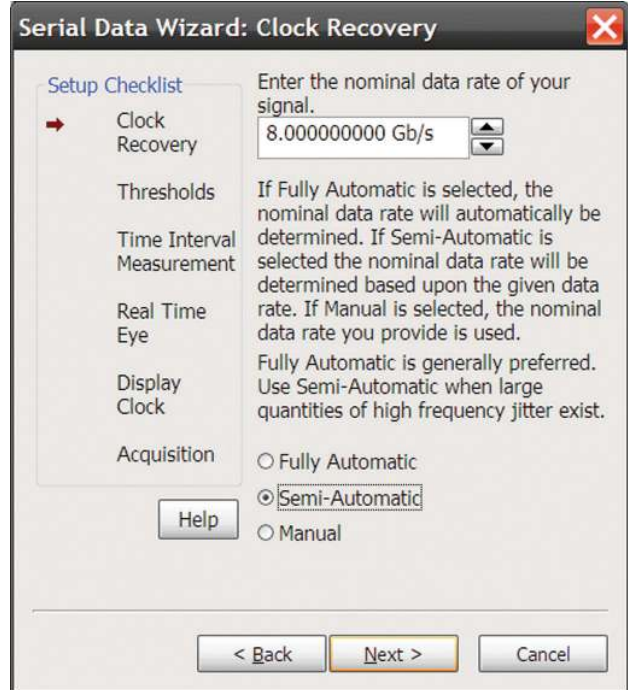 Serial Data Wizard: Clock Recovery
Setup Checklist
Clock
Recovery
Thresholds
Time Interval
Measurement
Real Time
Eye
Display
Clock
Acquisition
Help
Enter the nominal data rate of your
signal.
8.000000000 Gb/s
If Fully Automatic is selected, the
nominal data rate will automatically be
determined. If Semi-Automatic is
selected the nominal data rate will be
determined based upon the given data
rate. If Manual is selected, the nominal
data rate you provide is used.
Fully Automatic is generally preferred.
Use Semi-Automatic when large
quantities of high frequency jitter exist.
Fully Automatic
Semi-Automatic
Manual
< Back
Next >
Cancel